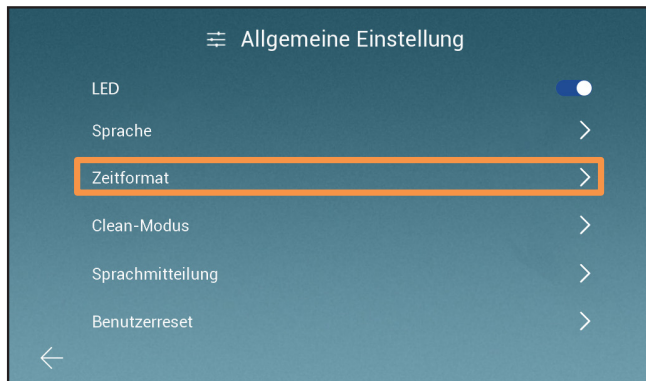 Allgemeine Einstellung
LED
Sprache
Zeitformat
Clean-Modus
Sprachmitteilung
Benutzerreset